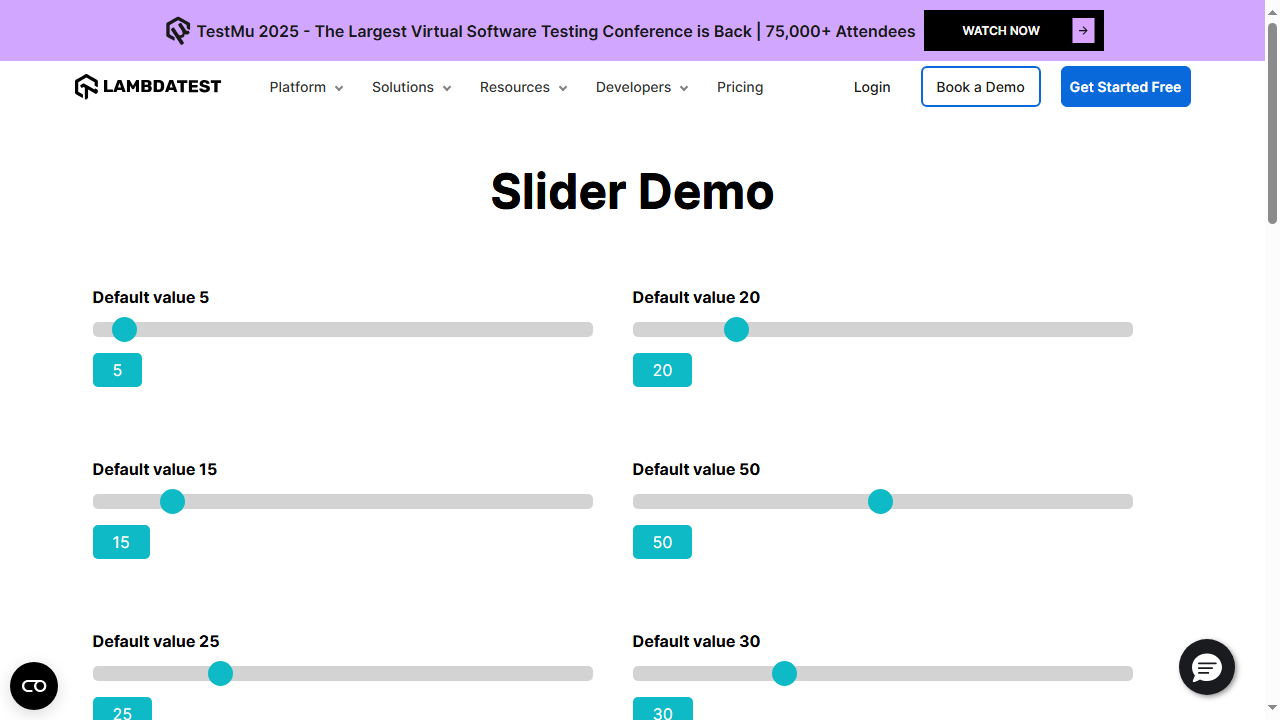 TestMu 2025 - The Largest Virtual Software Testing Conference is Back | 75,000+ Attendees
WATCH NOW
LAMBDATEST
Platform
Solutions
Resources
Developers
Pricing
Login
Book a Demo
Get Started Free
Slider Demo
Default value 5
5
Default value 20
20
Default value 15
15
Default value 50
50
Default value 25
25
Default value 30
30